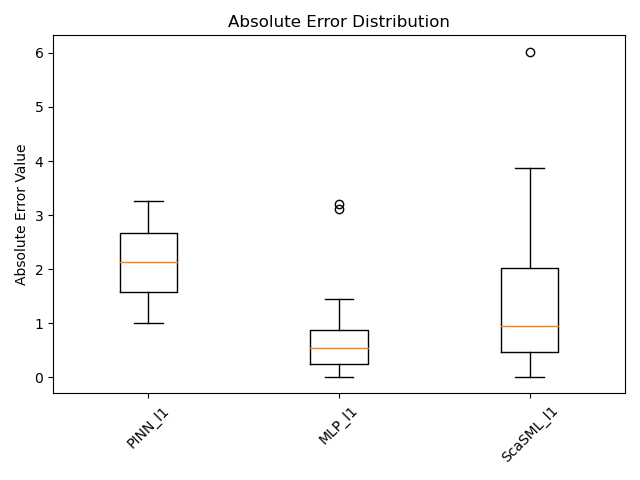 Absolute Error Distribution
Absolute Error Value
6
5
4
3
2
1
0
PINN_l1
MLP_l1
ScaSML_l1